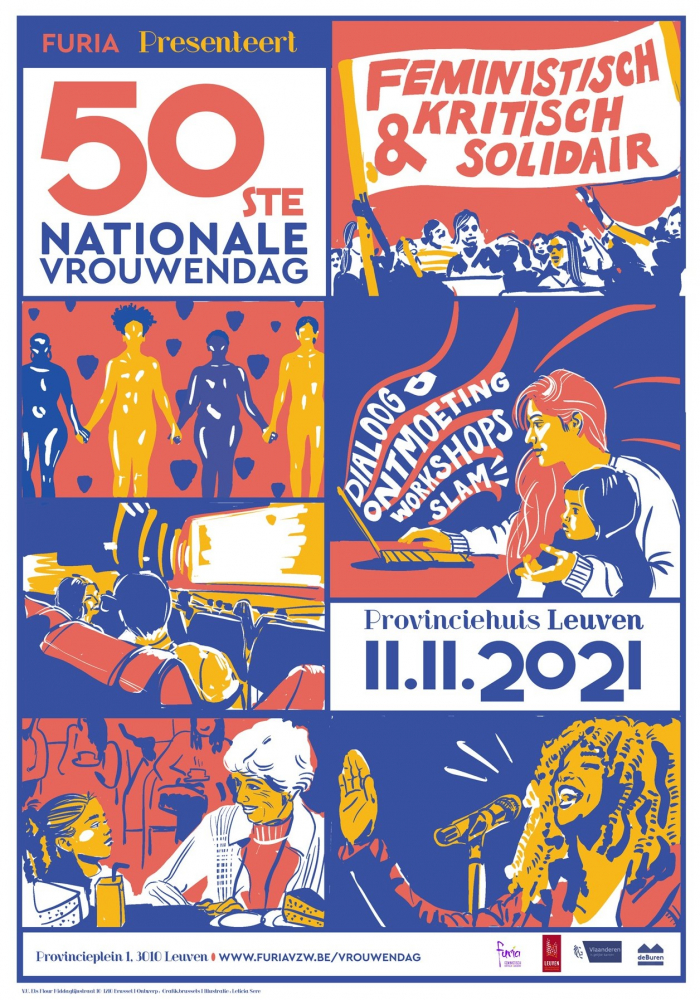 FURIA Presenteert
50
STE
NATIONALE
VROUWENDAG
FEMINISTISCH
KRITISCH
& SOLIDAIR
DIALOOG
ONTMOETING
WORKSHOPS
SLAM
Provinciehuis Leuven
11.11.2021
Provincieplein 1, 3010 Leuven WWW.FURIAVZW.BE/VROUWENDAG
furia
LEUVEN
Vlaanderen
deBuren